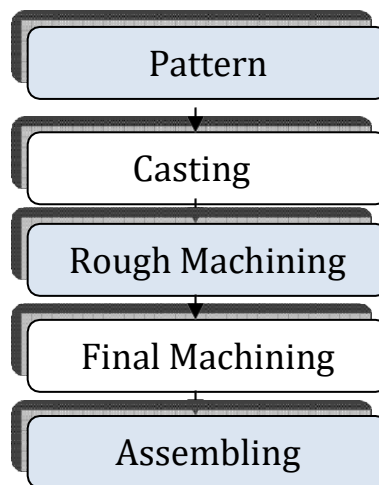 Pattern
Casting
Rough Machining
Final Machining
Assembling